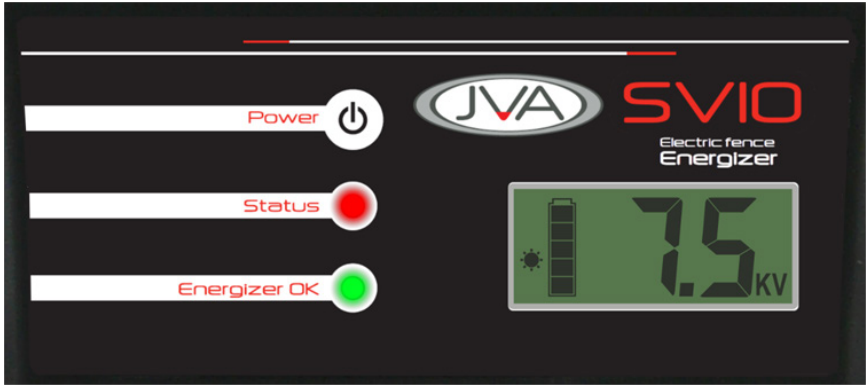 JVA
SV10
Electric fence
Energizer
Power
Status
Energizer OK
7.5 KV